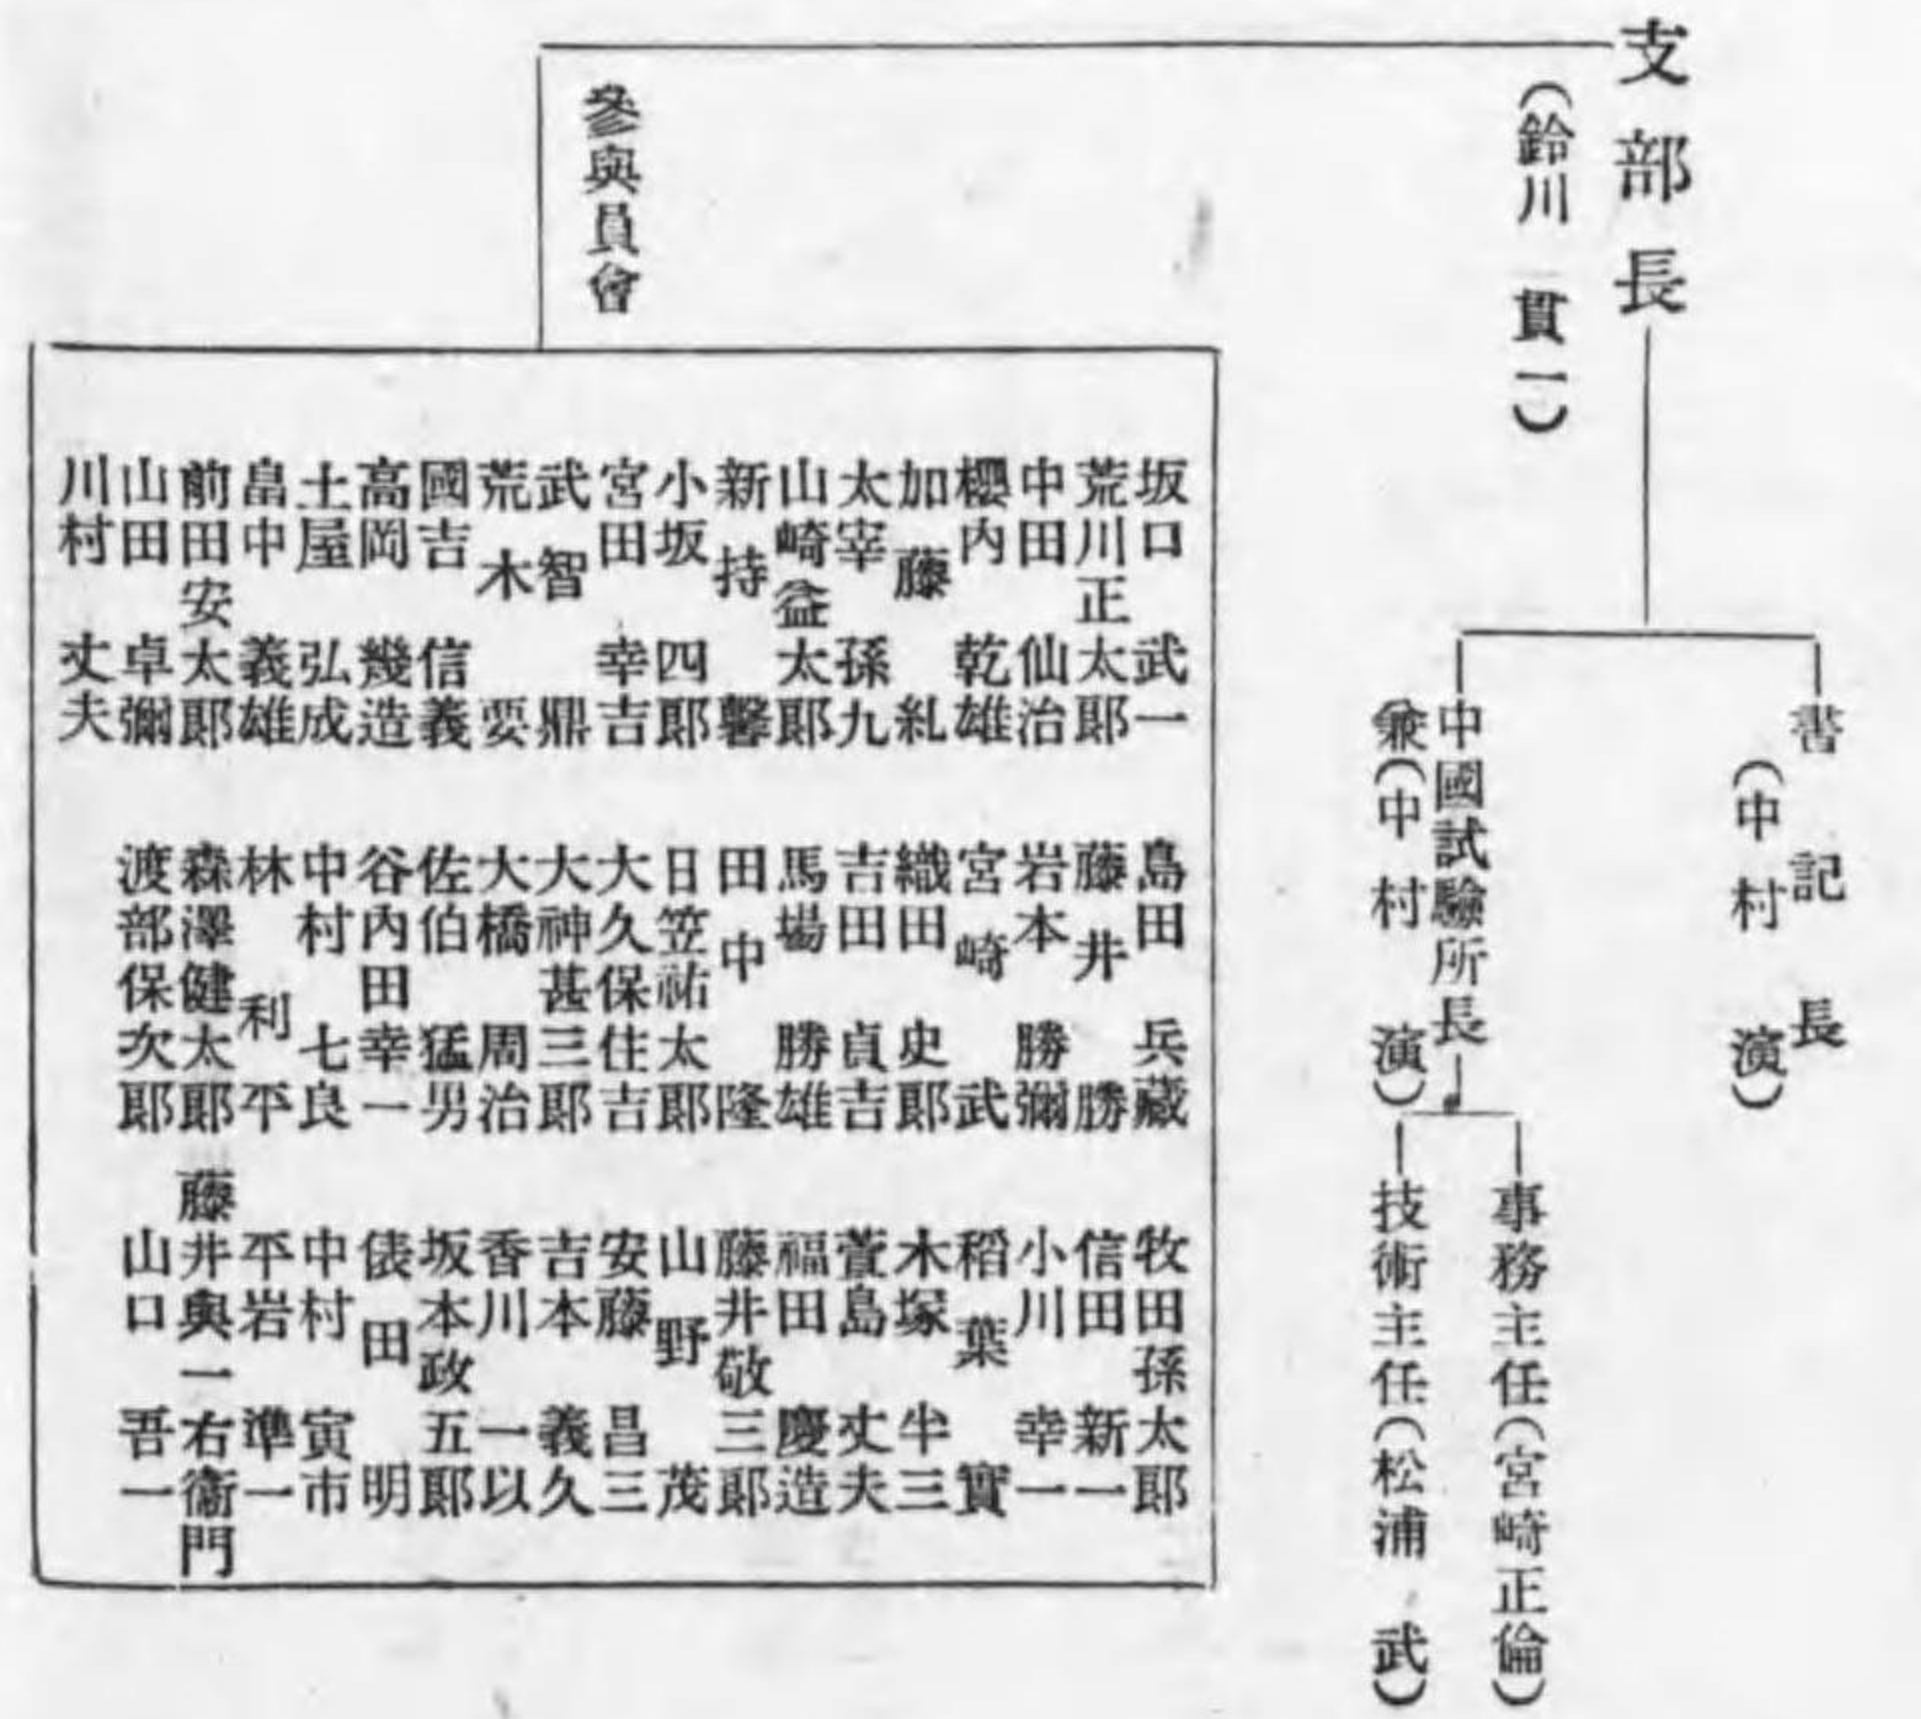 支部長
（鈴川　貫一）
書記長
（中村　演）
中國試驗所長
兼（中村　演）
事務主任（宮崎正倫）
技術主任（松浦　武）
參與員會
坂口　武一
荒川正太郎
中田　仙治
櫻内　乾雄
加藤　糺
太宰　孫九
山崎益太郎
新持　馨
小坂　四郎
宮田　幸吉
武智　鼎
荒木　要
國吉　信義
高岡　幾造
土屋　弘成
畠中　義雄
前田安太郎
山田　卓彌
川村　丈夫
島田　兵藏
藤井　勝
岩本　勝彌
宮崎　武
織田　史郎
吉田　貞吉
馬場　勝雄
田中　隆
日笠祐太郎
大久保住吉
大神甚三郎
大橋　周治
佐伯　猛男
谷内田幸一
中村　七良
林　利平
森澤健太郎
渡部保次郎
牧田孫太郎
信田　新一
小川　幸一
稻葉　實
木塚　半三
萱島　丈夫
福田　慶造
藤井敬三郎
山野　茂
安藤　昌三
吉本　義久
香川　一以
坂本政五郎
俵田　明
中村　寅市
平岩　準一
藤井與一右衞門
山口　吾一